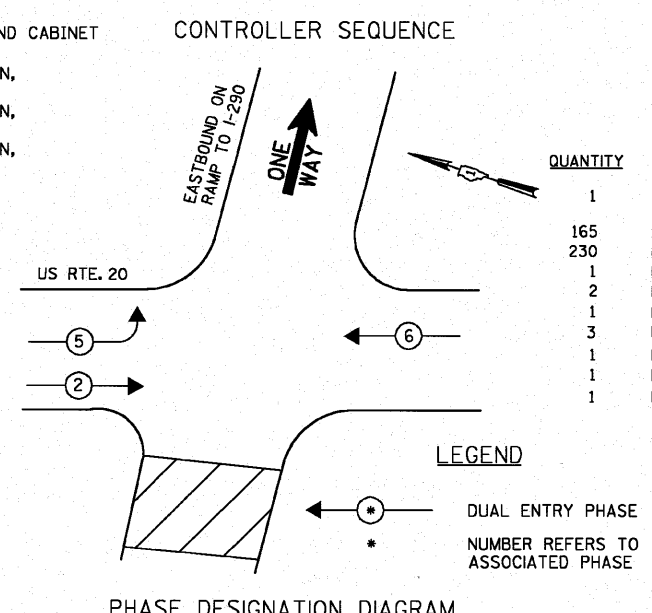 ND CABINET
CONTROLLER SEQUENCE
N,
N,
N,
EASTBOUND ON
RAMP TO I-290
ONE
WAY
QUANTITY
1
165
230
1
2
1
3
1
1
1
US RTE. 20
5
6
2
LEGEND
* DUAL ENTRY PHASE
* NUMBER REFERS TO
ASSOCIATED PHASE
PHASE DESIGNATION DIAGRAM